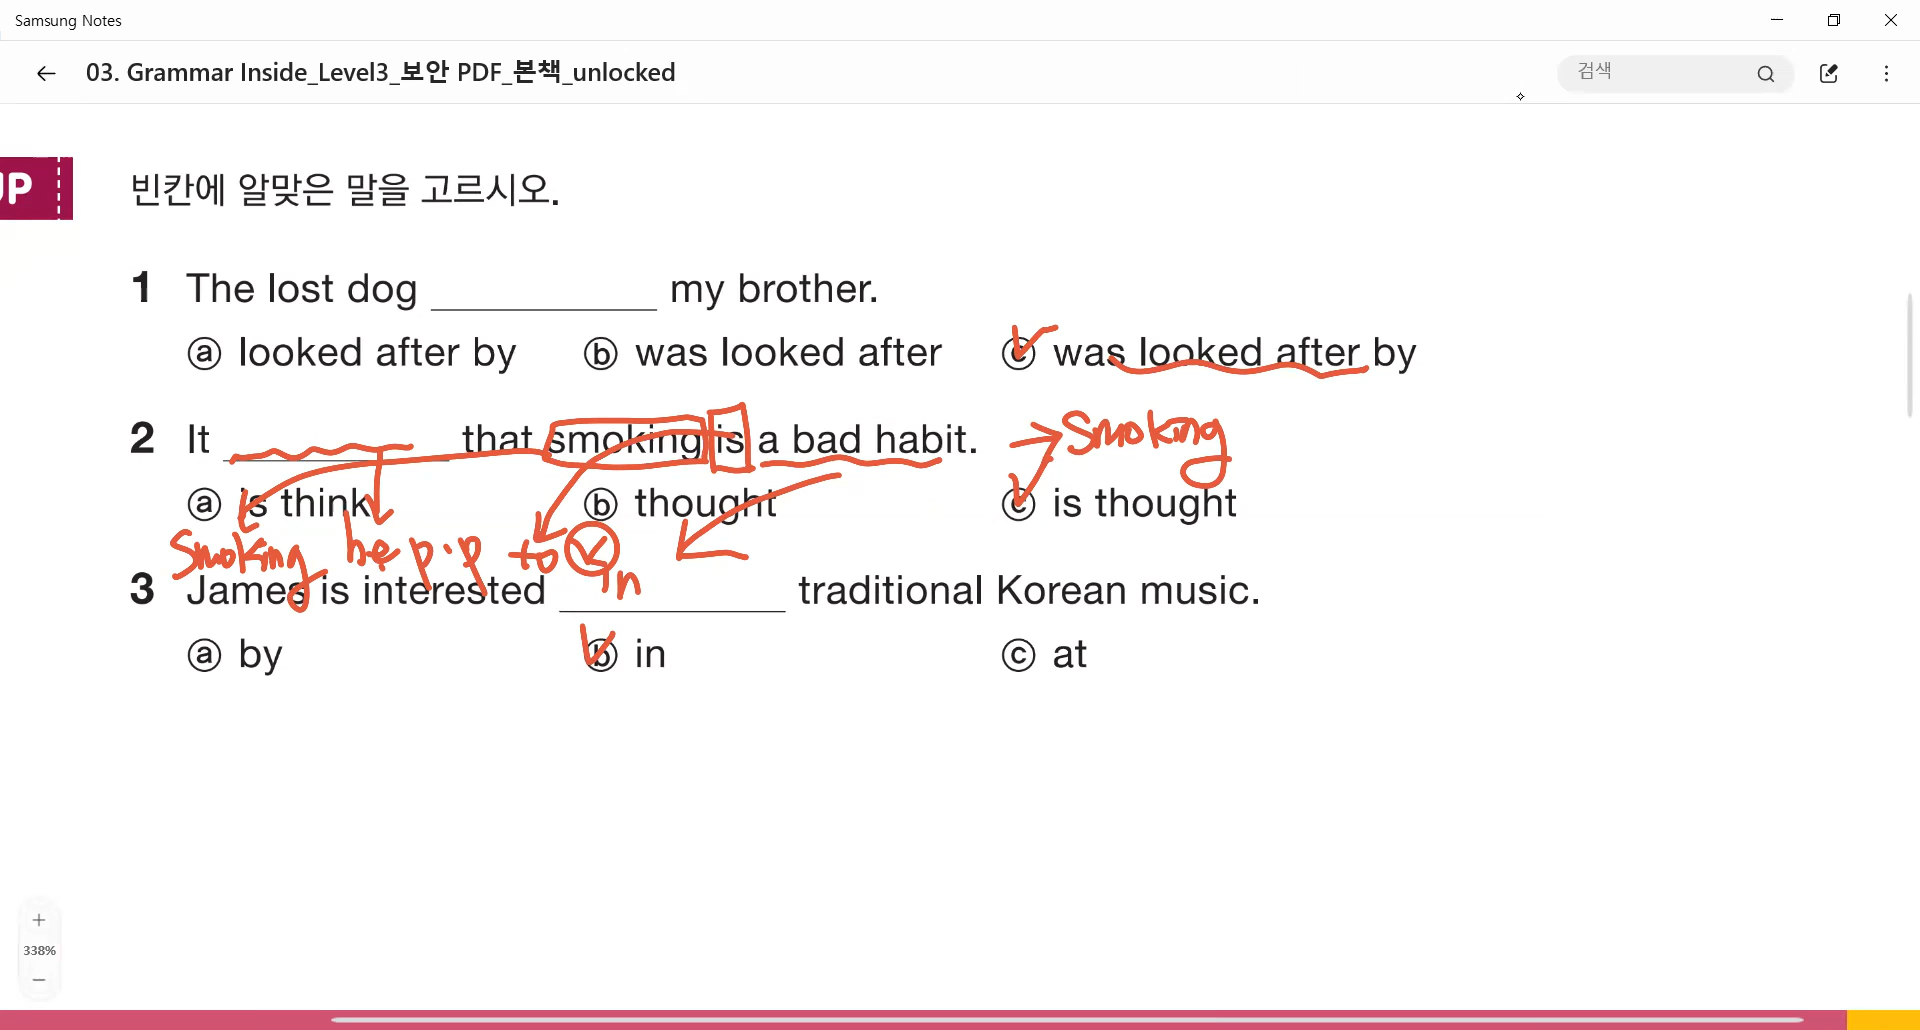 Samsung Notes
03. Grammar Inside_Level3_보안 PDF_본책_unlocked
검색
UP
빈칸에 알맞은 말을 고르시오.
1 The lost dog __________ my brother.
ⓐ looked after by ⓑ was looked after ⓒ was looked after by
2 It __________ that smoking is a bad habit.
Smoking
ⓐ is think ⓑ thought ⓒ is thought
Smoking be p.p to V
in
3 James is interested __________ traditional Korean music.
ⓐ by ⓑ in ⓒ at
338%